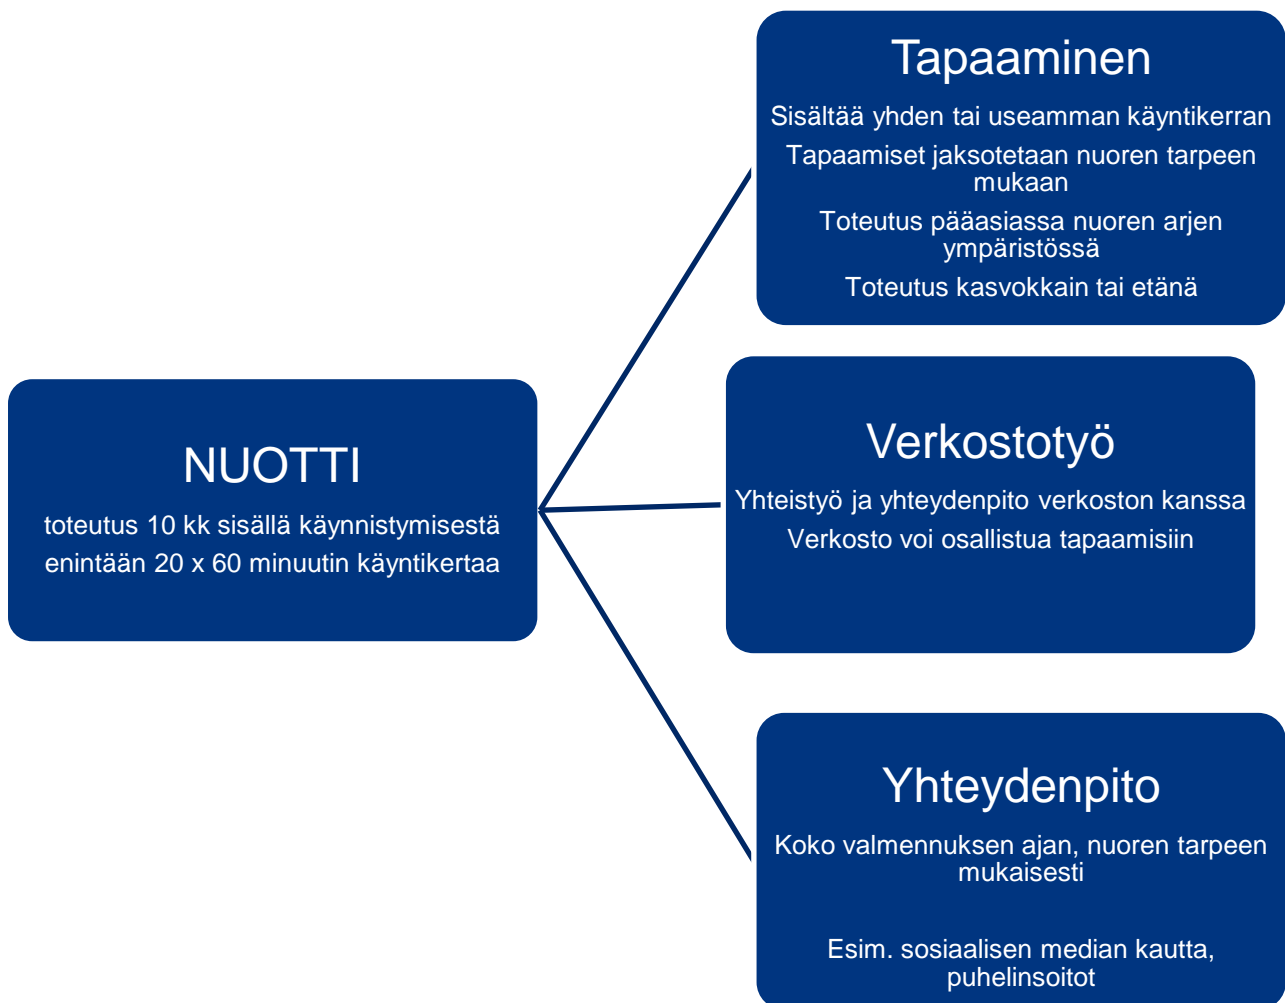 NUOTTI
toteutus 10 kk sisällä käynnistymisestä
enintään 20 x 60 minuutin käyntikertaa
Tapaaminen
Sisältää yhden tai useamman käyntikerran
Tapaamiset jaksotetaan nuoren tarpeen
mukaan
Toteutus pääasiassa nuoren arjen
ympäristössä
Toteutus kasvokkain tai etänä
Verkostotyö
Yhteistyö ja yhteydenpito verkoston kanssa
Verkosto voi osallistua tapaamisiin
Yhteydenpito
Koko valmennuksen ajan, nuoren tarpeen
mukaisesti
Esim. sosiaalisen median kautta,
puhelinsoitot